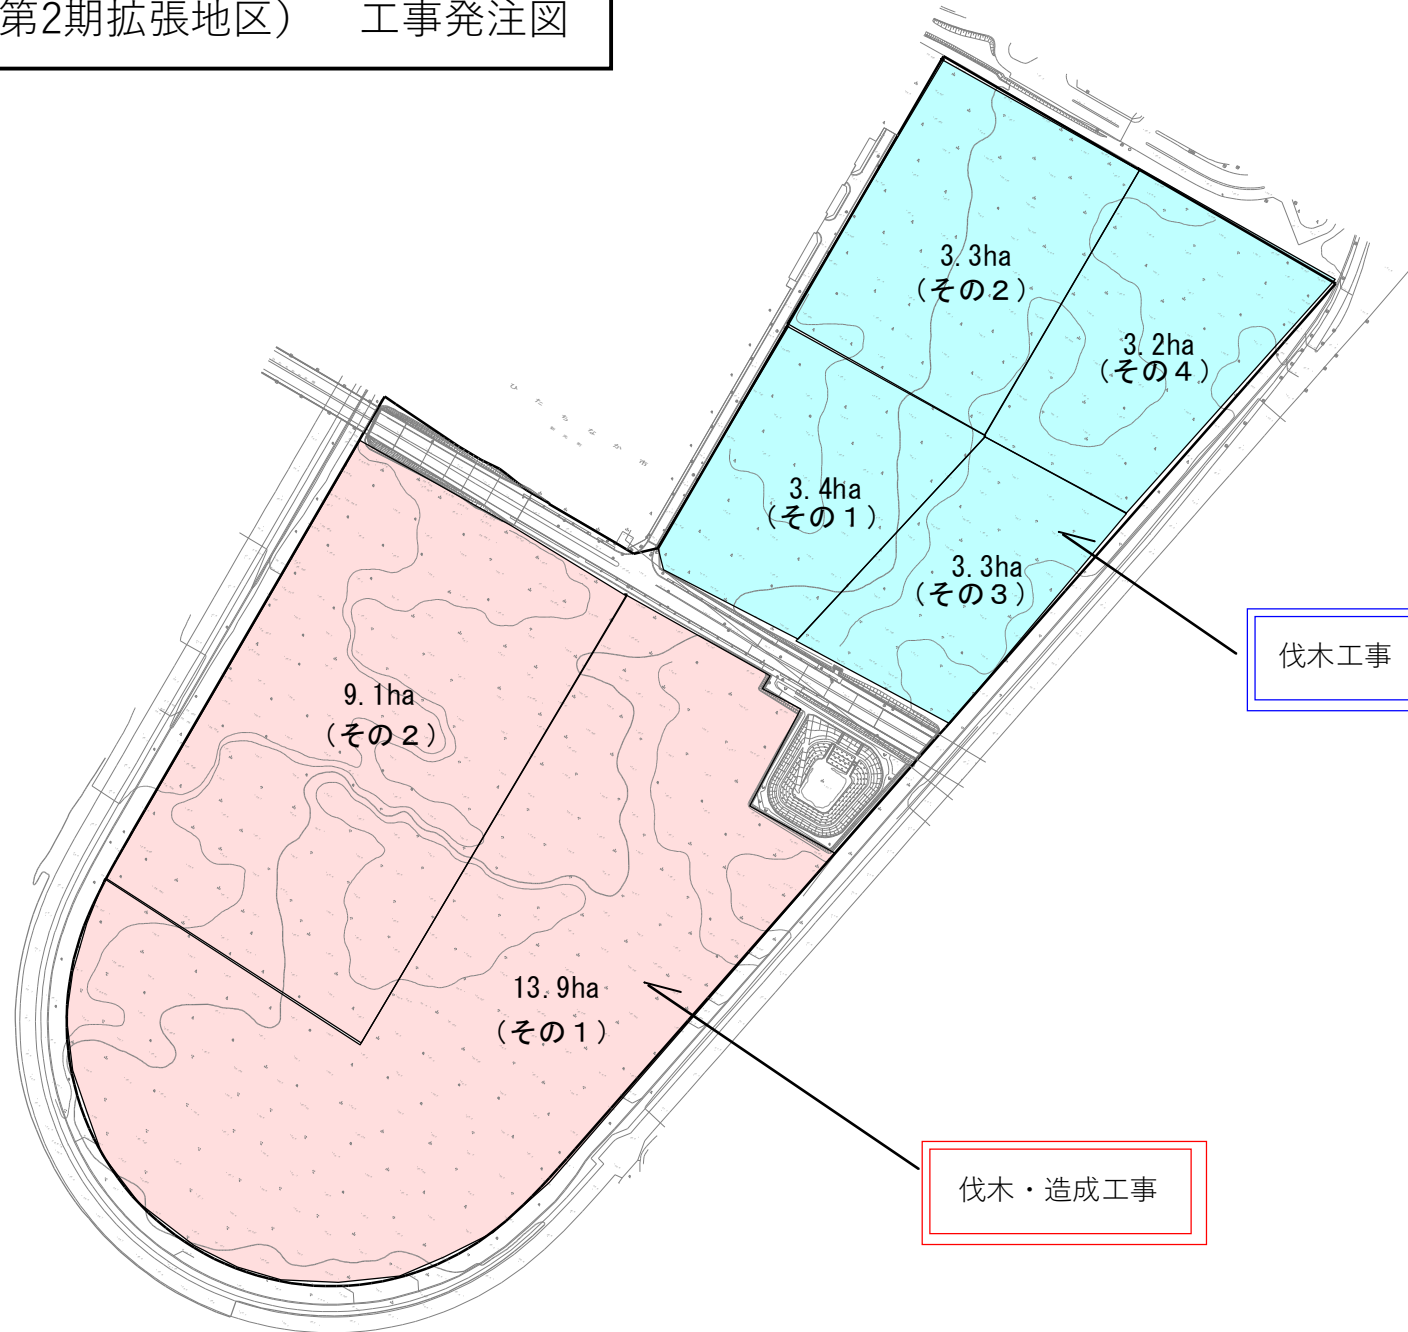 第2期拡張地区) 工事発注図
3.3ha
(その2)
3.2ha
(その4)
3.4ha
(その1)
3.3ha
(その3)
伐木工事
9.1ha
(その2)
13.9ha
(その1)
伐木・造成工事